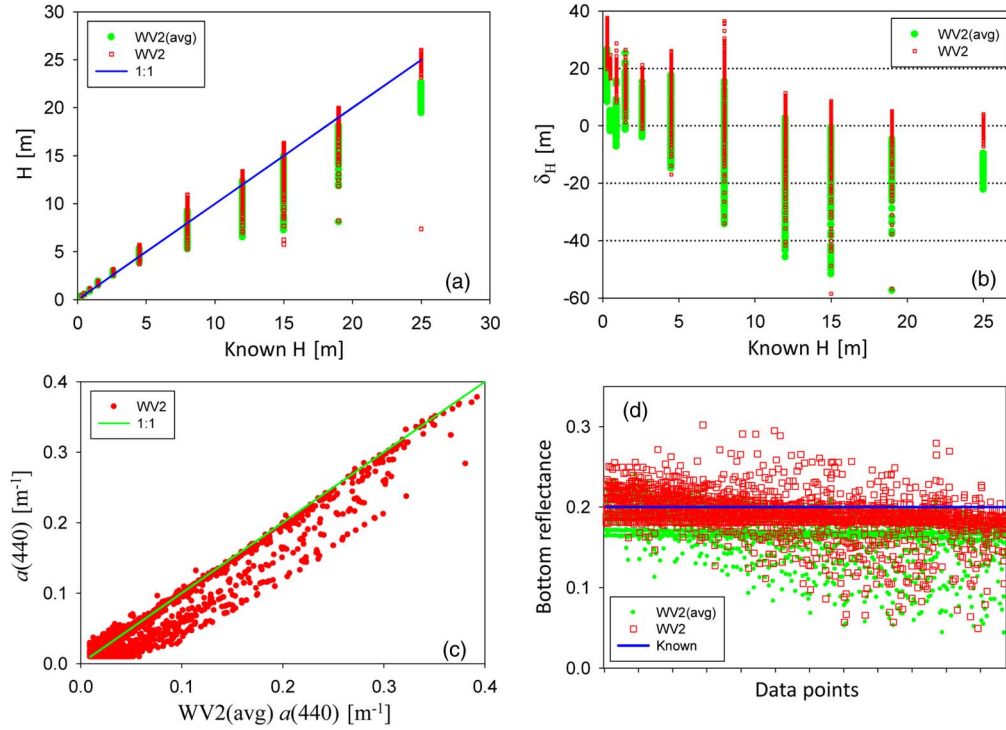 WV2(avg)
WV2
1:1
H [m]
30
25
20
15
10
5
0
(a)
0 5 10 15 20 25 30
Known H [m]
WV2(avg)
WV2
δH [m]
40
20
0
-20
-40
-60
(b)
0 5 10 15 20 25
Known H [m]
WV2
1:1
a(440) [m-1]
0.4
0.3
0.2
0.1
0.0
(c)
0.0 0.1 0.2 0.3 0.4
WV2(avg) a(440) [m-1]
(d)
Bottom reflectance
0.3
0.2
0.1
0.0
WV2(avg)
WV2
Known
Data points